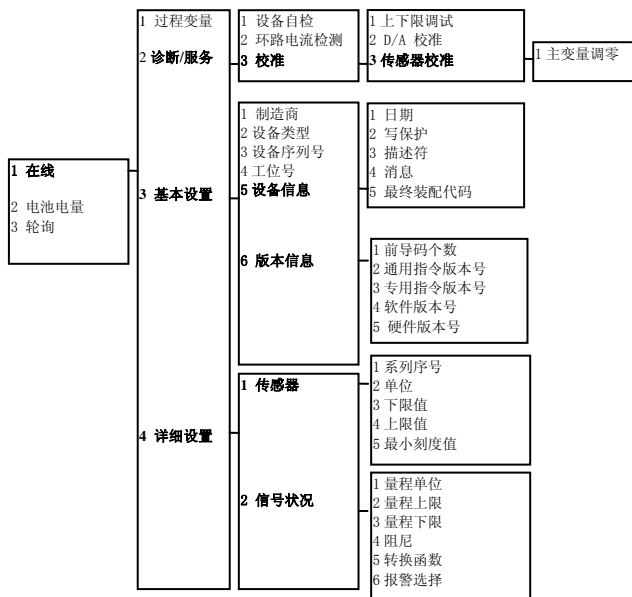 1 在线
2 电池电量
3 轮询
1 过程变量
2 诊断/服务
3 基本设置
4 详细设置
1 设备自检
2 环路电流检测
3 校准
1 上下限调试
2 D/A 校准
3 传感器校准
1 主变量调零
1 制造商
2 设备类型
3 设备序列号
4 工位号
5 设备信息
6 版本信息
1 日期
2 写保护
3 描述符
4 消息
5 最终装配代码
1 前导码个数
2 通用指令版本号
3 专用指令版本号
4 软件版本号
5 硬件版本号
1 传感器
2 信号状况
1 系列序号
2 单位
3 下限值
4 上限值
5 最小刻度值
1 量程单位
2 量程上限
3 量程下限
4 阻尼
5 转换函数
6 报警选择